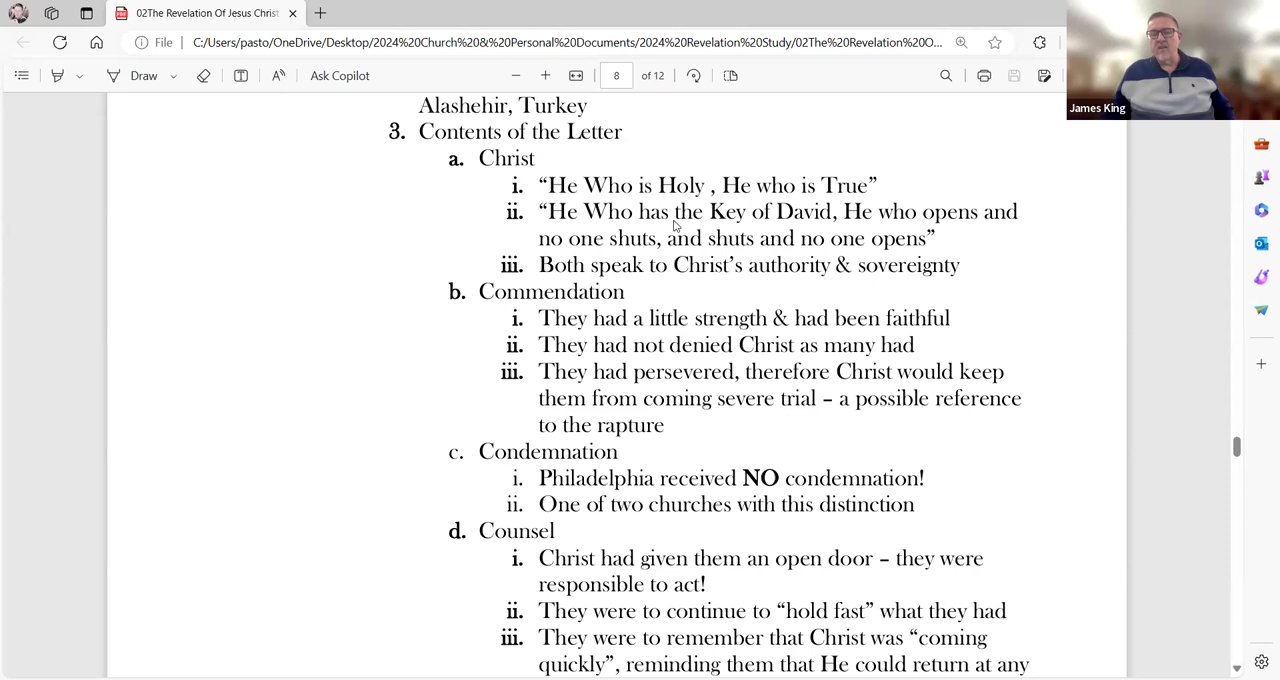 02The Revelation Of Jesus Christ
File
C:/Users/pasto/OneDrive/Desktop/2024%20Church%20&%20Personal%20Documents/2024%20Revelation%20Study/02The%20Revelation%20O...
Draw
Ask Copilot
8 of 12
James King
Alashehir, Turkey
3. Contents of the Letter
a. Christ
i. “He Who is Holy , He who is True”
ii. “He Who has the Key of David, He who opens and
no one shuts, and shuts and no one opens”
iii. Both speak to Christ’s authority & sovereignty
b. Commendation
i. They had a little strength & had been faithful
ii. They had not denied Christ as many had
iii. They had persevered, therefore Christ would keep
them from coming severe trial – a possible reference
to the rapture
c. Condemnation
i. Philadelphia received NO condemnation!
ii. One of two churches with this distinction
d. Counsel
i. Christ had given them an open door – they were
responsible to act!
ii. They were to continue to “hold fast” what they had
iii. They were to remember that Christ was “coming
quickly”, reminding them that He could return at any